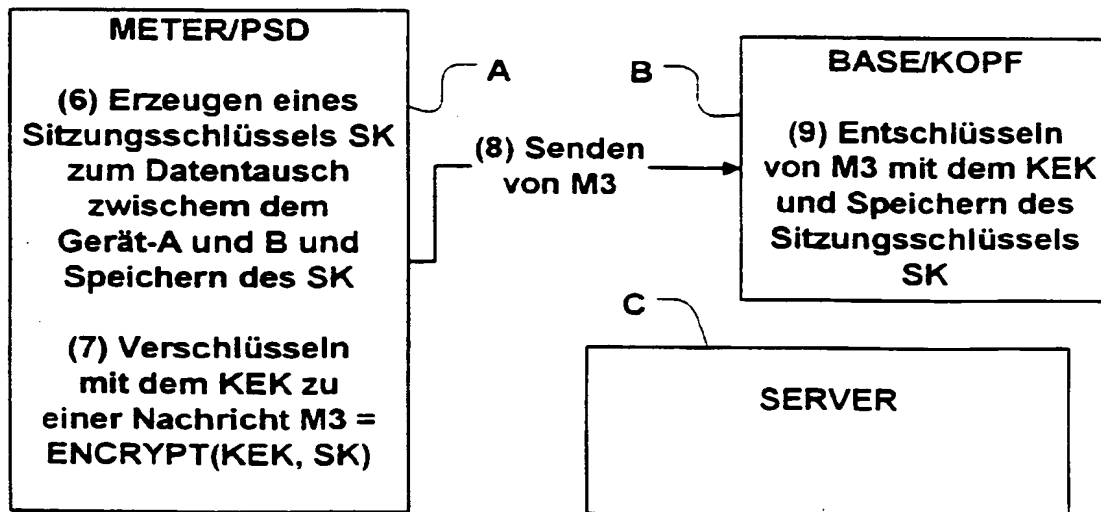 METER/PSD
(6) Erzeugen eines
Sitzungsschlüssels SK
zum Datentausch
zwischem dem
Gerät-A und B und
Speichern des SK
(7) Verschlüsseln
mit dem KEK zu
einer Nachricht M3 =
ENCRYPT(KEK, SK)
A
(8) Senden
von M3
B
BASE/KOPF
(9) Entschlüsseln
von M3 mit dem KEK
und Speichern des
Sitzungsschlüssels
SK
C
SERVER